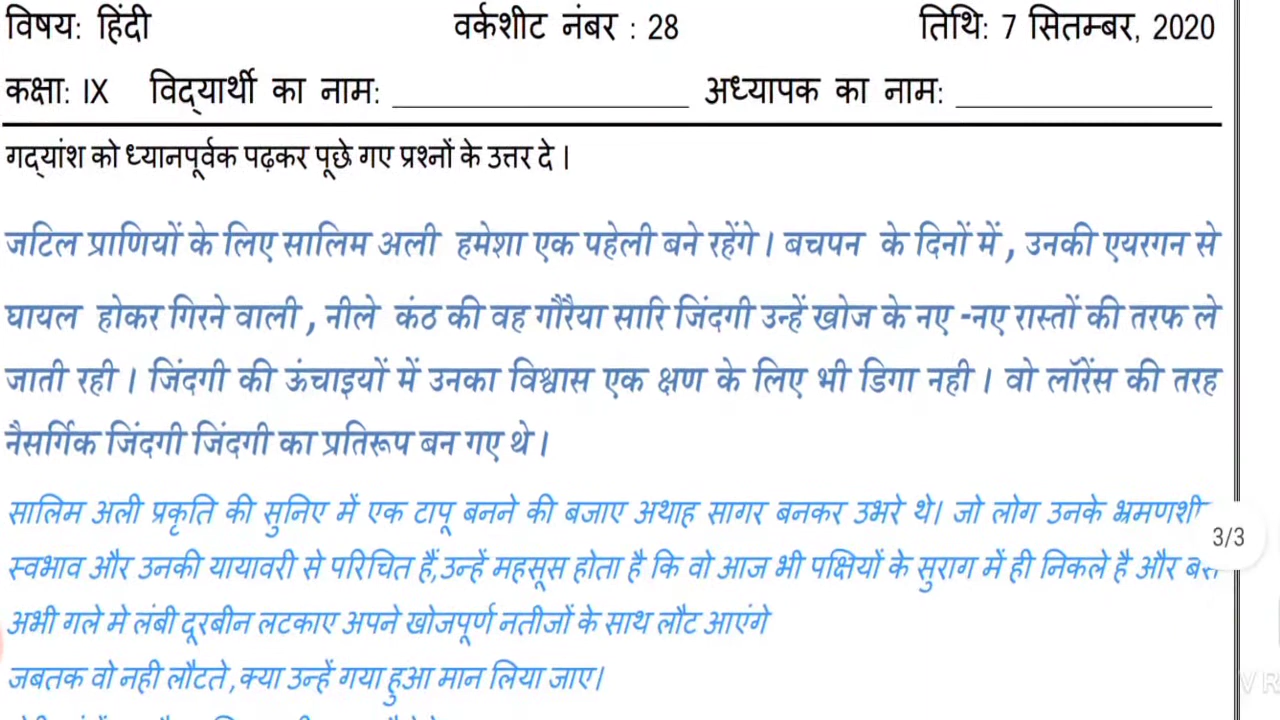 विषय: हिंदी वर्कशीट नंबर : 28 तिथि: 7 सितम्बर, 2020
कक्षा: IX विद्यार्थी का नाम: अध्यापक का नाम:
गद्यांश को ध्यानपूर्वक पढ़कर पूछे गए प्रश्नों के उत्तर दे ।
जटिल प्राणियों के लिए सालिम अली हमेशा एक पहेली बने रहेंगे । बचपन के दिनों में , उनकी एयरगन से
घायल होकर गिरने वाली , नीले कंठ की वह गौरैया सारि जिंदगी उन्हें खोज के नए -नए रास्तों की तरफ ले
जाती रही । जिंदगी की ऊंचाइयों में उनका विश्वास एक क्षण के लिए भी डिगा नही । वो लॉरेंस की तरह
नैसर्गिक जिंदगी जिंदगी का प्रतिरूप बन गए थे ।
सालिम अली प्रकृति की सुनिए में एक टापू बनने की बजाए अथाह सागर बनकर उभरे थे। जो लोग उनके
स्वभाव और उनकी यायावरी से परिचित हैं,उन्हें महसूस होता है कि वो आज भी पक्षियों के सुराग में ही निकले है और
अभी गले मे लंबी दूरबीन लटकाए अपने खोजपूर्ण नतीजों के साथ लौट आएंगे
जबतक वो नही लौटते ,क्या उन्हें गया हुआ मान लिया जाए।
3/3